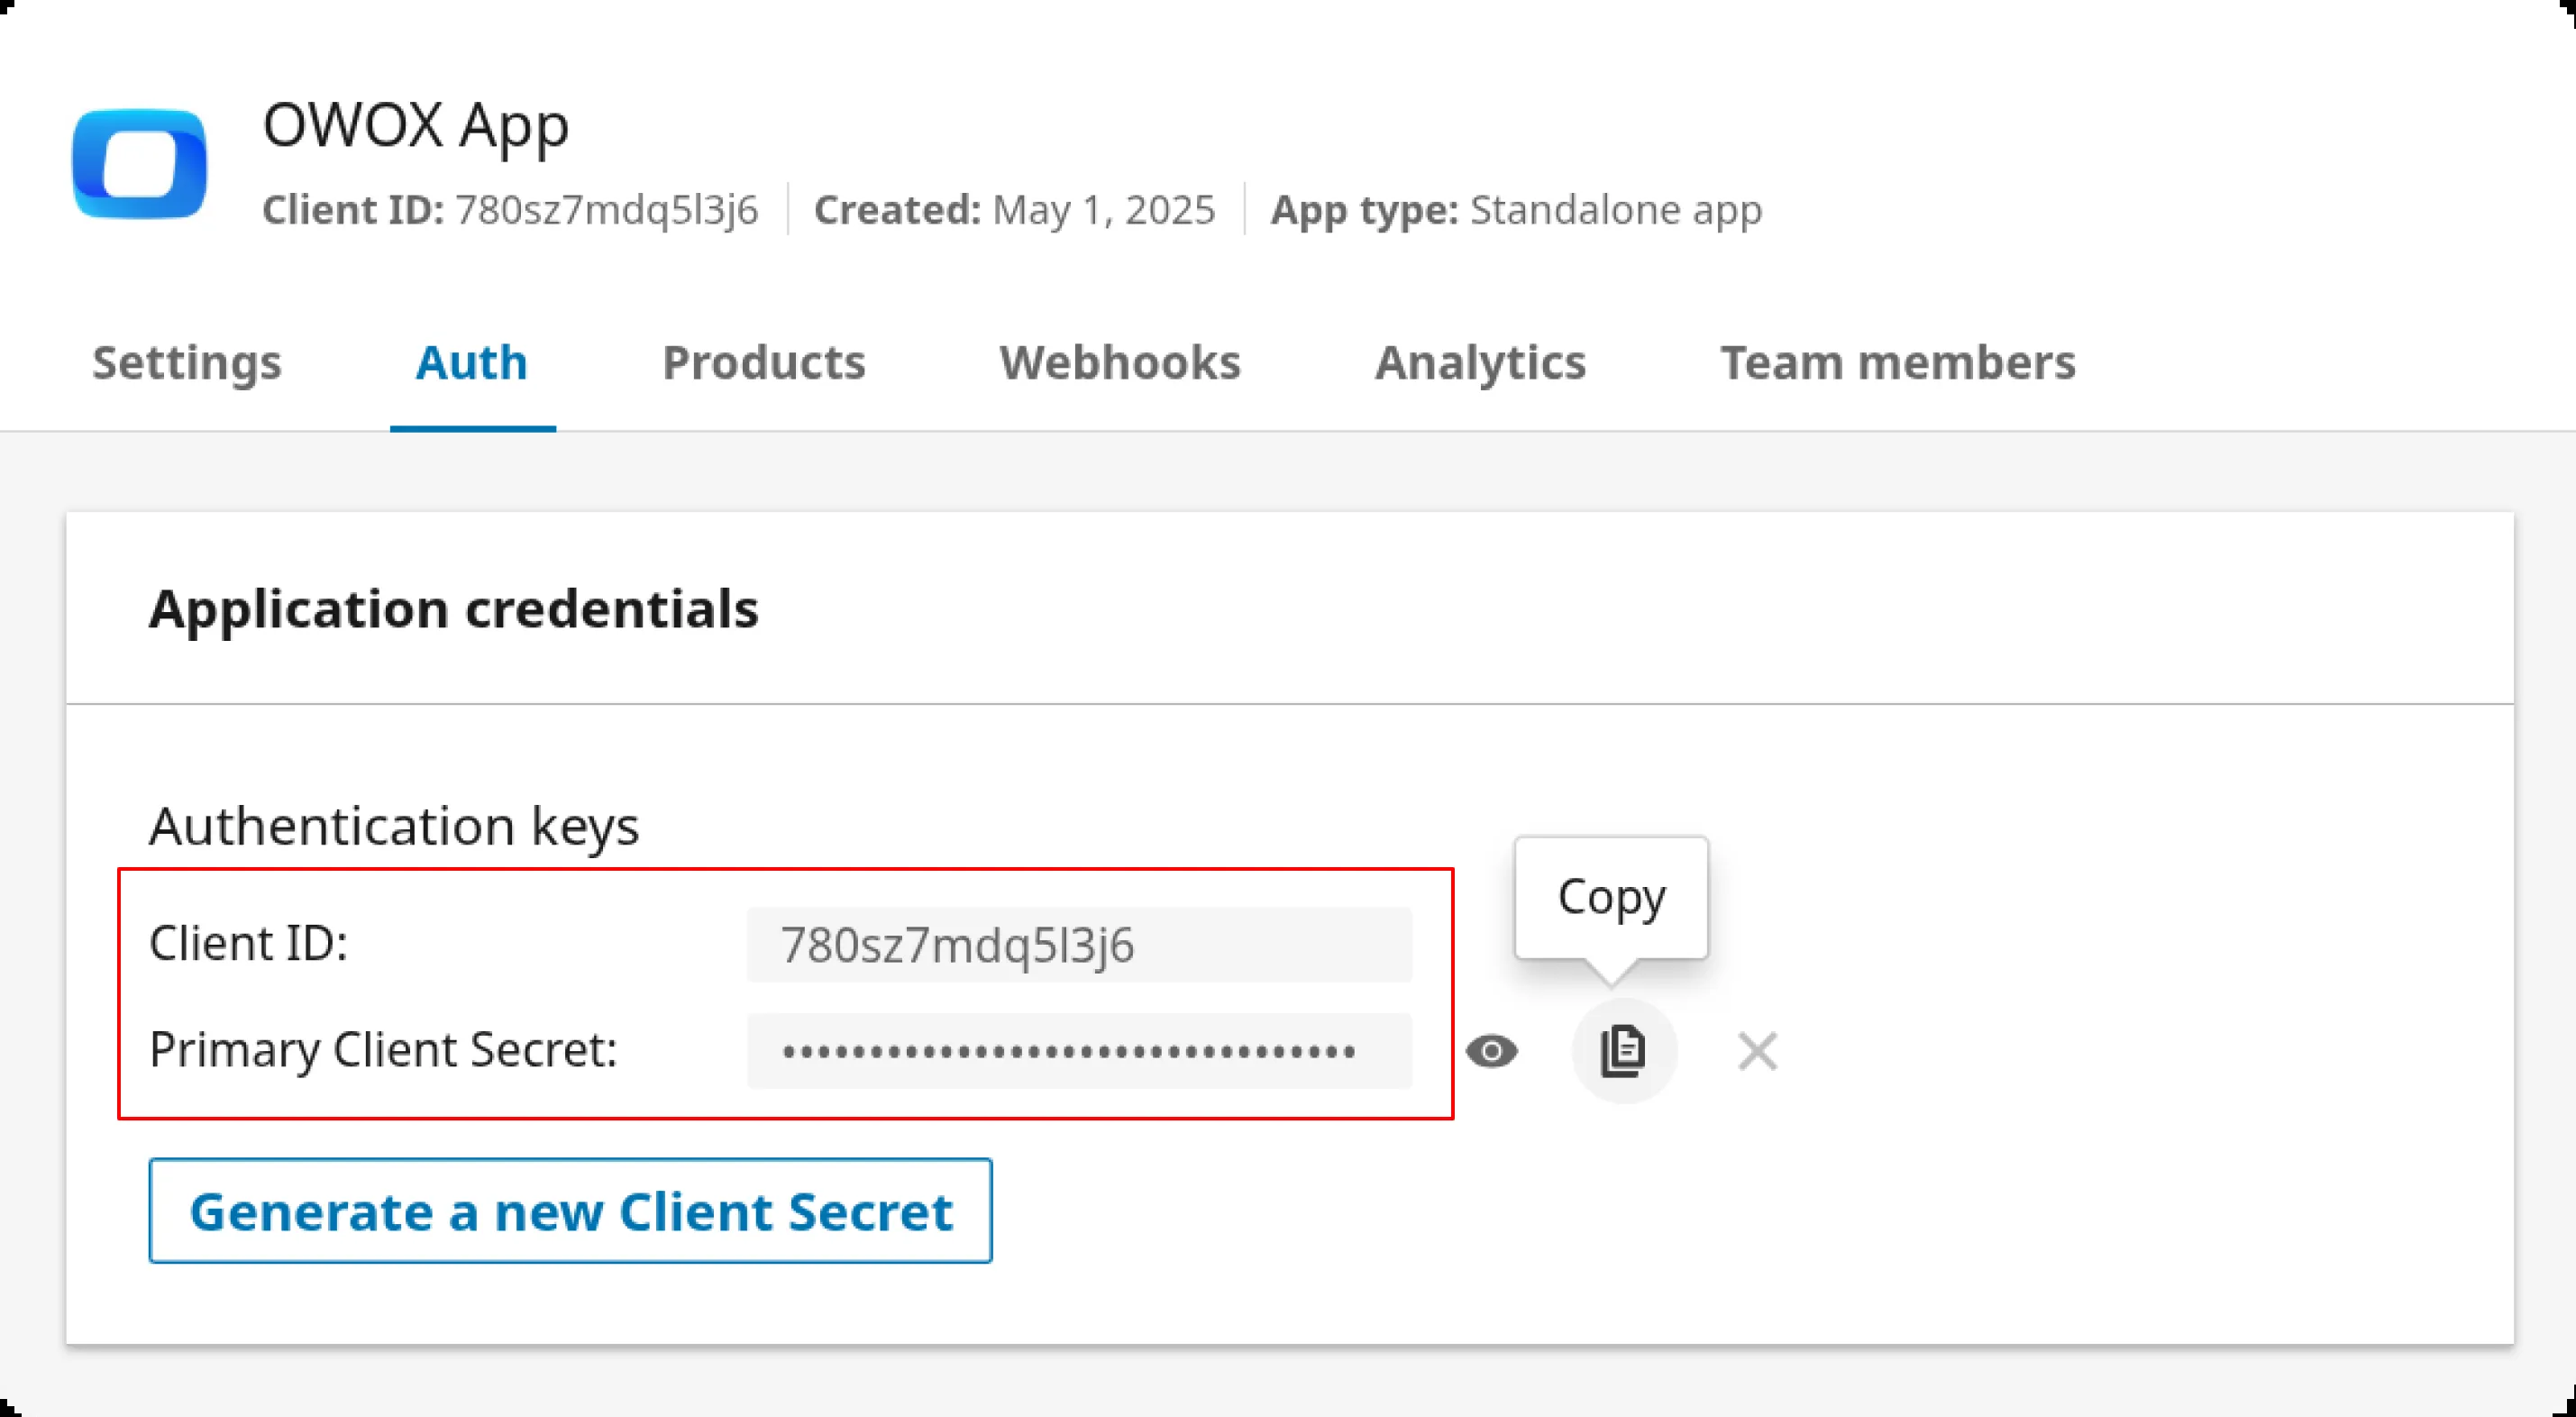 OWOX App
Client ID: 780sz7mdq5l3j6 Created: May 1, 2025 App type: Standalone app
Settings Auth Products Webhooks Analytics Team members
Application credentials
Authentication keys
Copy
Client ID: 780sz7mdq5l3j6
Primary Client Secret: •••••••••••••••••••••••••••••••••
Generate a new Client Secret